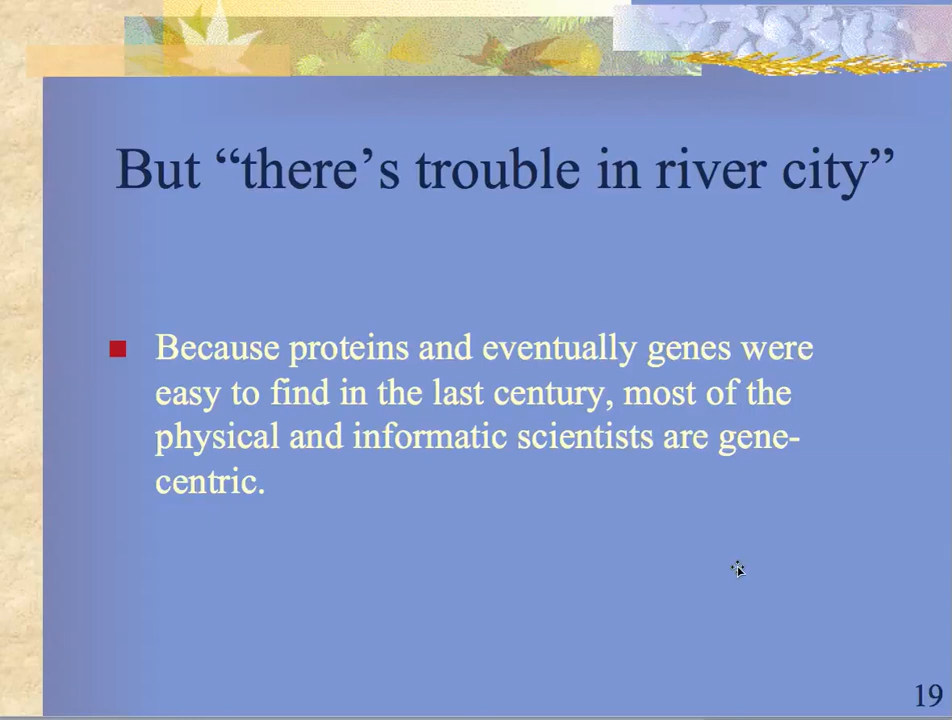 But “there’s trouble in river city”
Because proteins and eventually genes were
easy to find in the last century, most of the
physical and informatic scientists are gene-
centric.
19